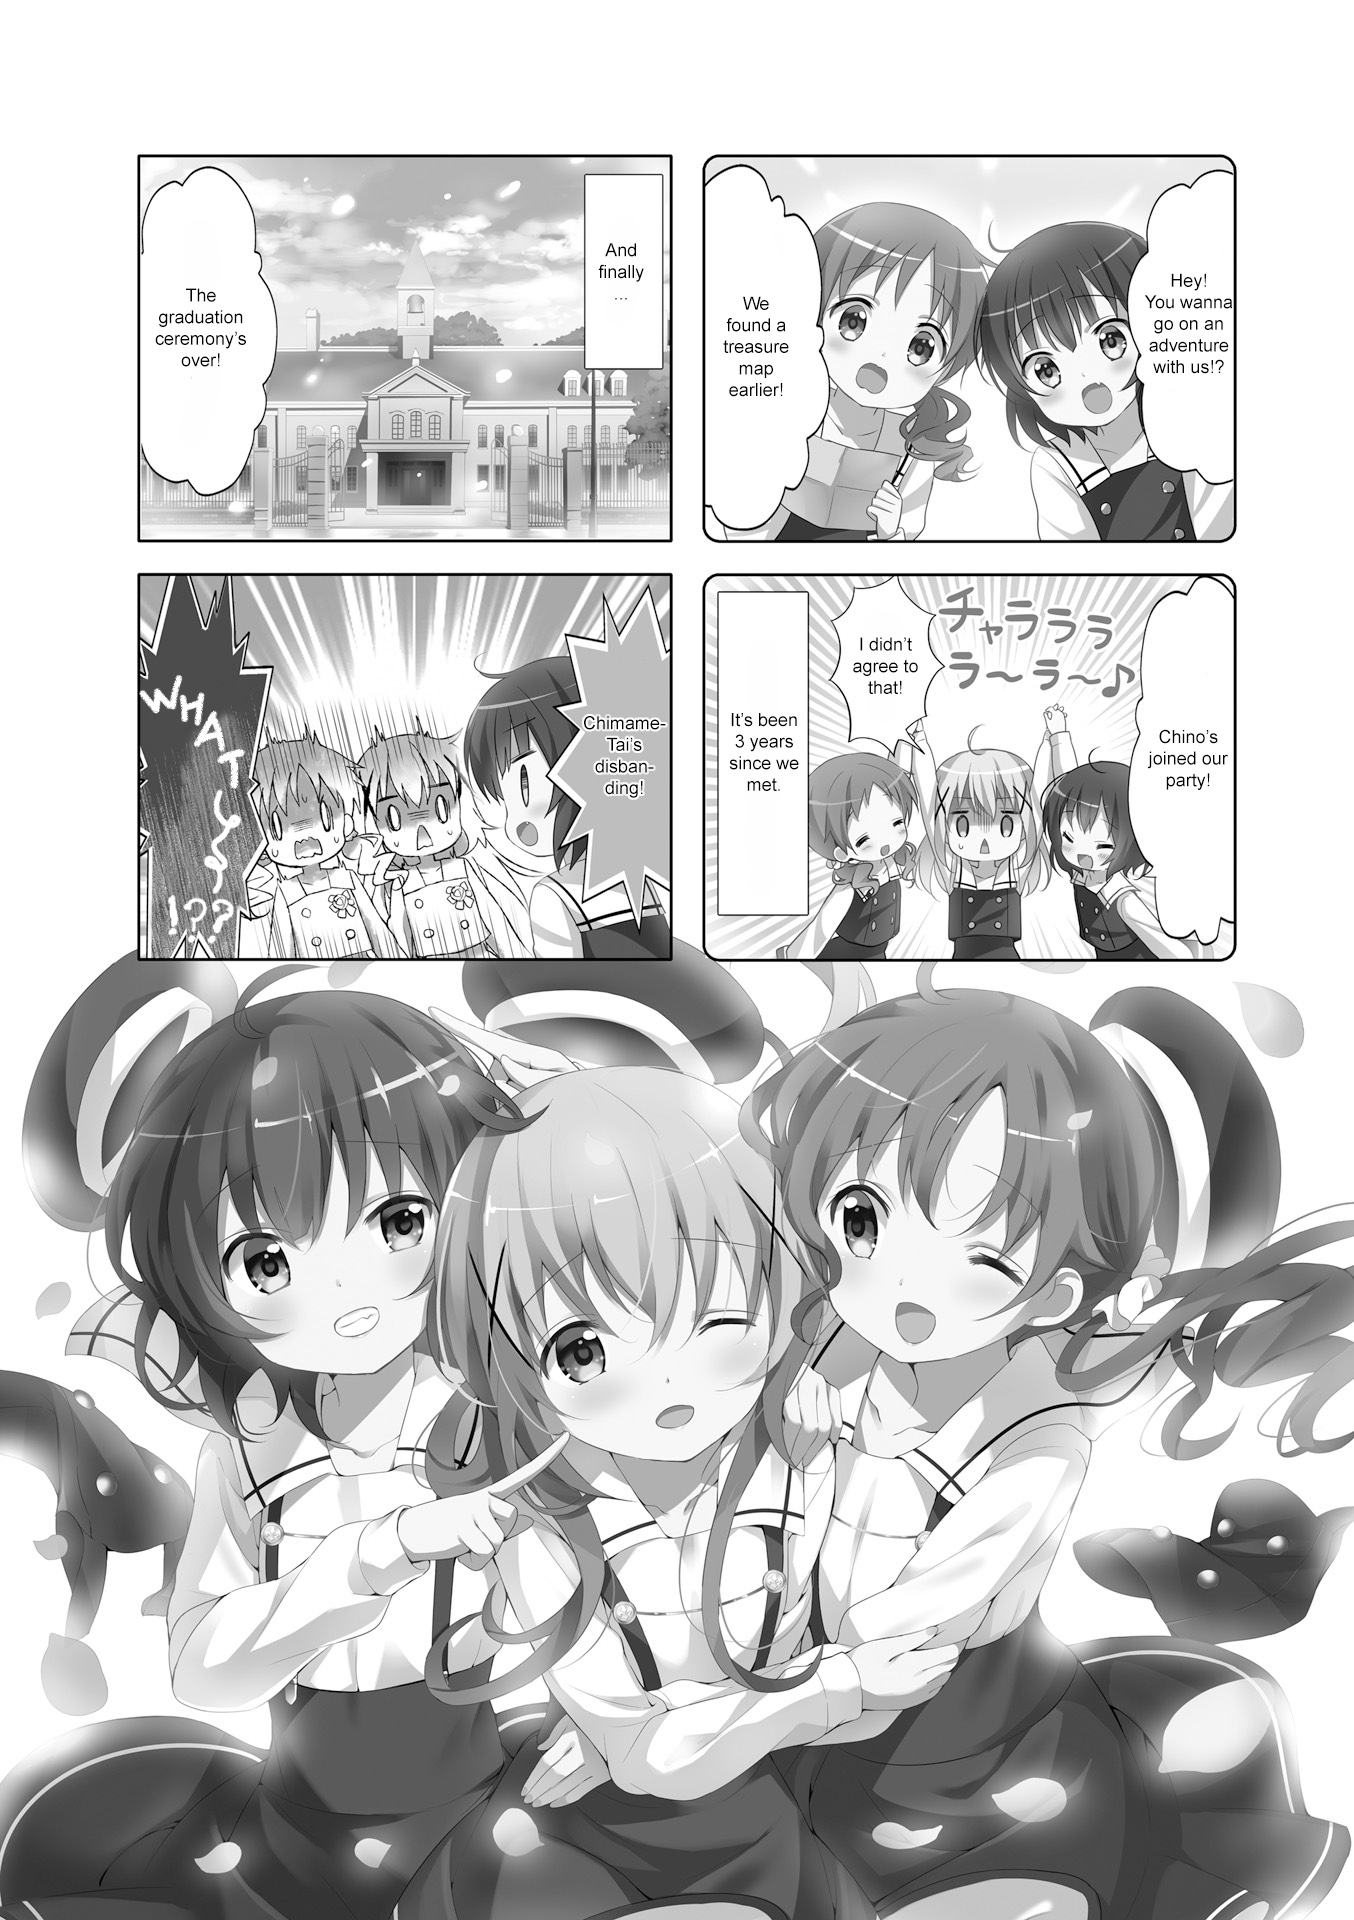 Hey!
You wanna
go on an
adventure
with us!?
We
found a
treasure
map
earlier!
Chino's
joined our
party!
チャラララ
ラ～ラ～♪
I didn't
agree to
that!
It's been
3 years
since we
met.
And
finally
...
The
graduation
ceremony's
over!
Chimame-
Tai's
disban-
ding!
WHAT
!???